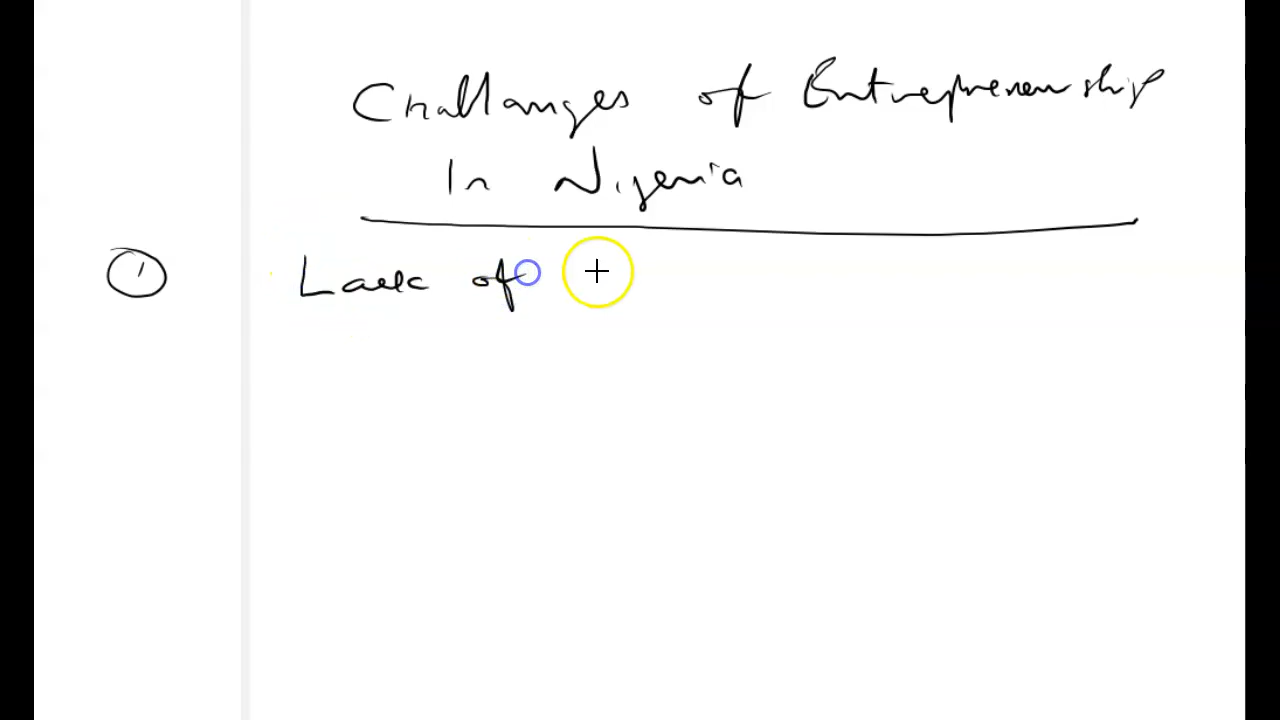 Challanges of Entrepreneurship
In Nigeria
① Lack of